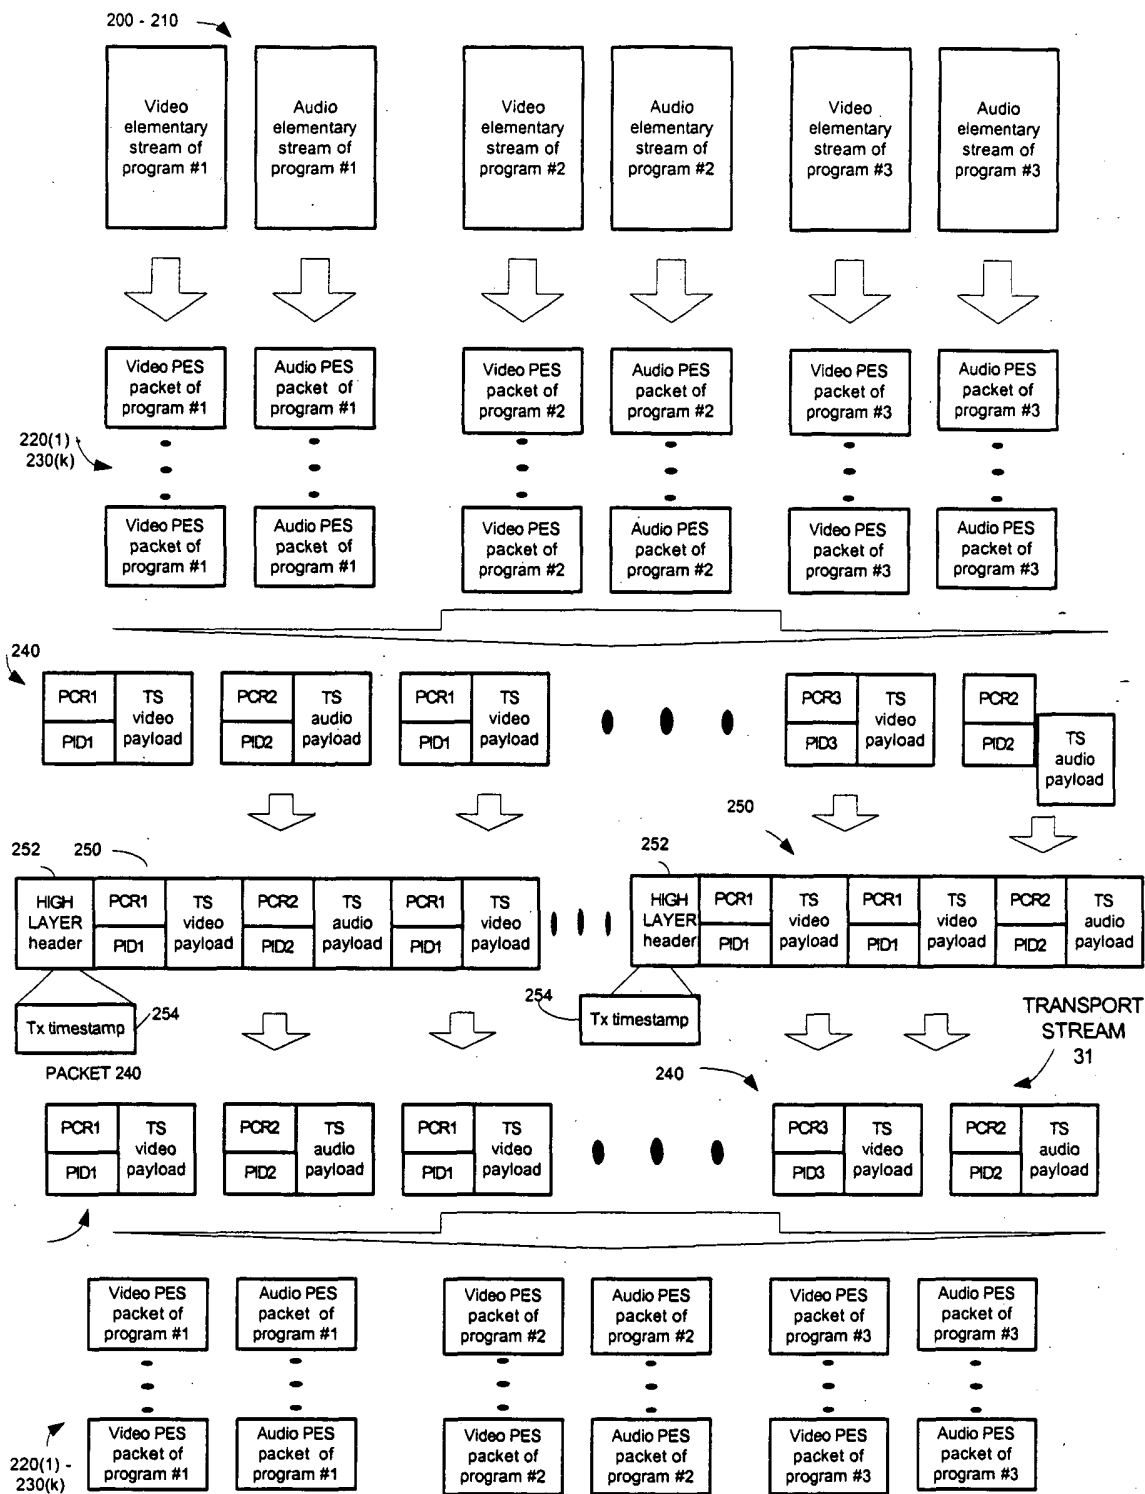 200 - 210
Video
elementary
stream of
program #1
Audio
elementary
stream of
program #1
Video
elementary
stream of
program #2
Audio
elementary
stream of
program #2
Video
elementary
stream of
program #3
Audio
elementary
stream of
program #3
Video PES
packet of
program #1
Audio PES
packet of
program #1
Video PES
packet of
program #2
Audio PES
packet of
program #2
Video PES
packet of
program #3
Audio PES
packet of
program #3
220(1)
230(k)
Video PES
packet of
program #1
Audio PES
packet of
program #1
Video PES
packet of
program #2
Audio PES
packet of
program #2
Video PES
packet of
program #3
Audio PES
packet of
program #3
240
PCR1
PID1
TS
video
payload
PCR2
PID2
TS
audio
payload
PCR1
PID1
TS
video
payload
PCR3
PID3
TS
video
payload
PCR2
PID2
TS
audio
payload
252
250
HIGH
LAYER
header
PCR1
PID1
TS
video
payload
PCR2
PID2
TS
audio
payload
PCR1
PID1
TS
video
payload
252
250
HIGH
LAYER
header
PCR1
PID1
TS
video
payload
PCR1
PID1
TS
video
payload
PCR2
PID2
TS
audio
payload
Tx timestamp
254
254
Tx timestamp
TRANSPORT
STREAM
31
PACKET 240
240
PCR1
PID1
TS
video
payload
PCR2
PID2
TS
audio
payload
PCR1
PID1
TS
video
payload
PCR3
PID3
TS
video
payload
PCR2
PID2
TS
audio
payload
Video PES
packet of
program #1
Audio PES
packet of
program #1
Video PES
packet of
program #2
Audio PES
packet of
program #2
Video PES
packet of
program #3
Audio PES
packet of
program #3
220(1) -
230(k)
Video PES
packet of
program #1
Audio PES
packet of
program #1
Video PES
packet of
program #2
Audio PES
packet of
program #2
Video PES
packet of
program #3
Audio PES
packet of
program #3